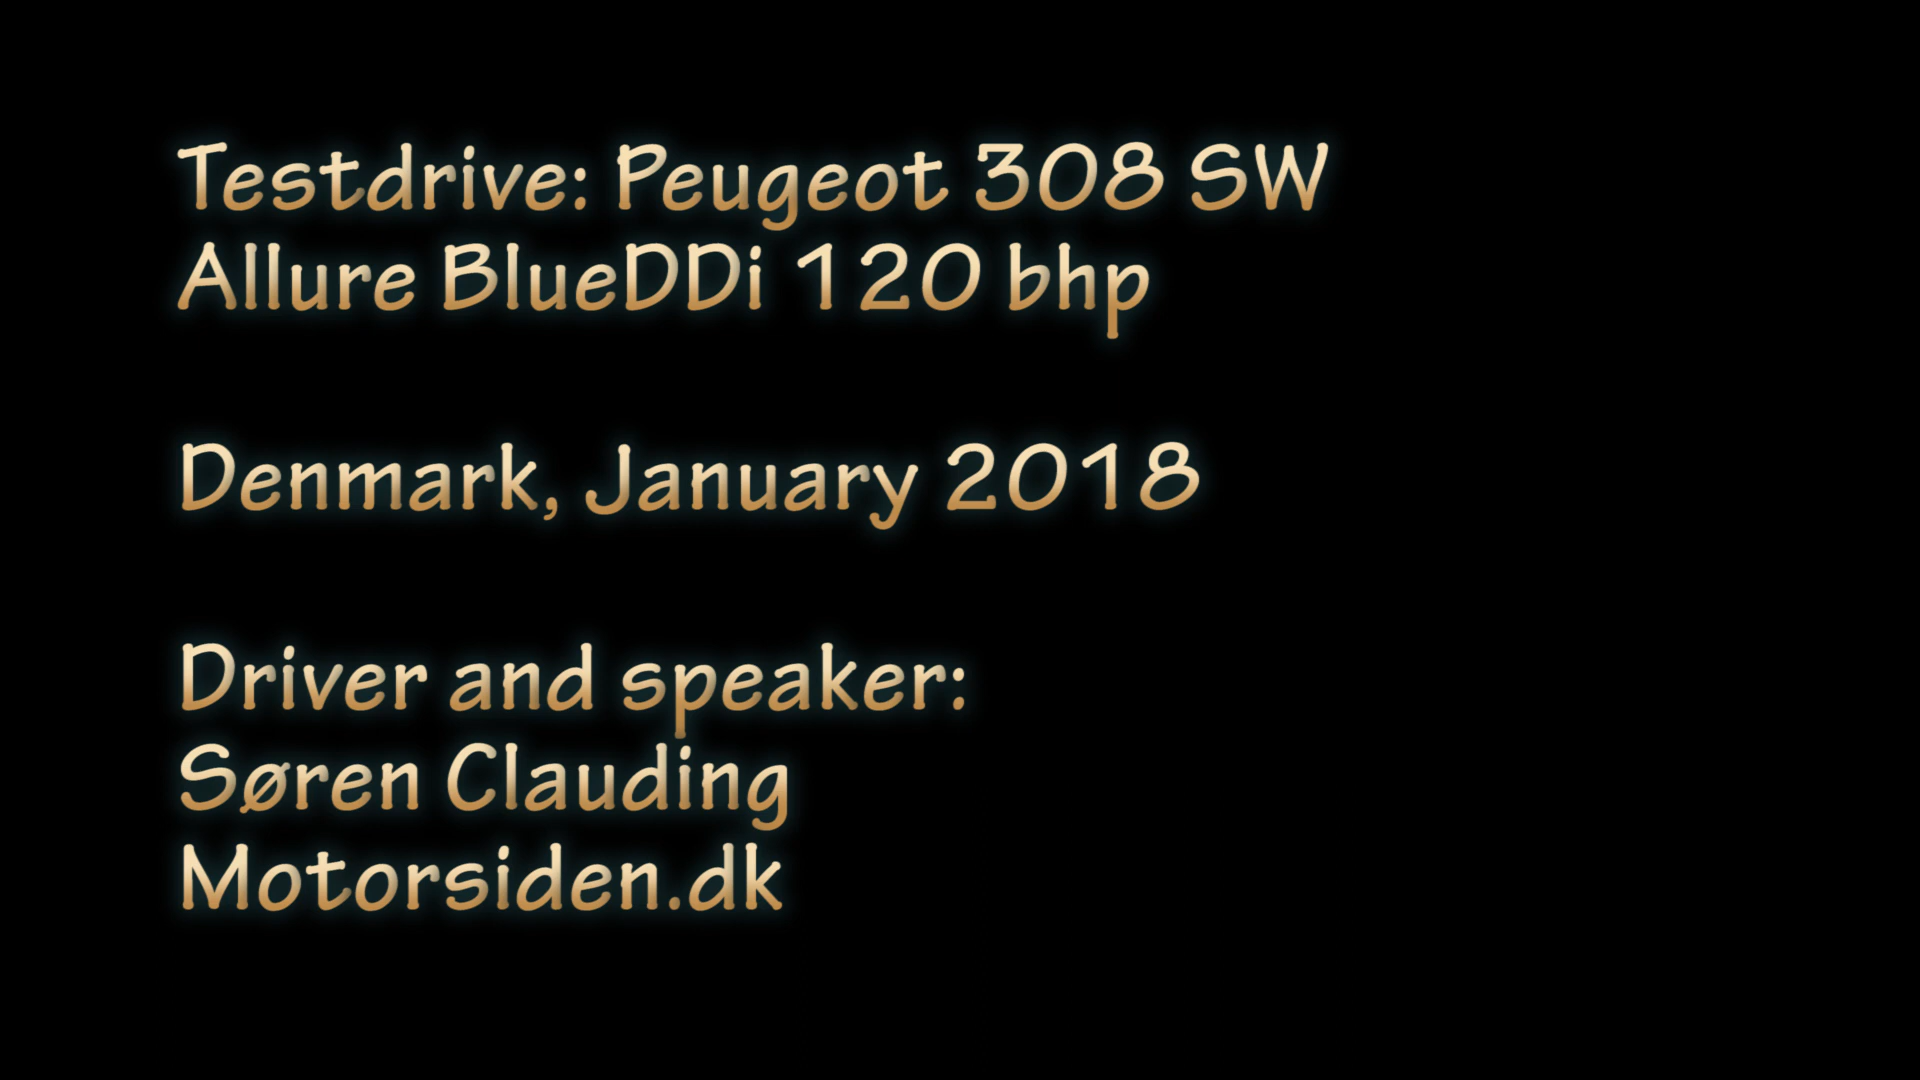 Testdrive: Peugeot 308 SW
Allure BlueDDi 120 bhp
Denmark, January 2018
Driver and speaker:
Søren Clauding
Motorsiden.dk